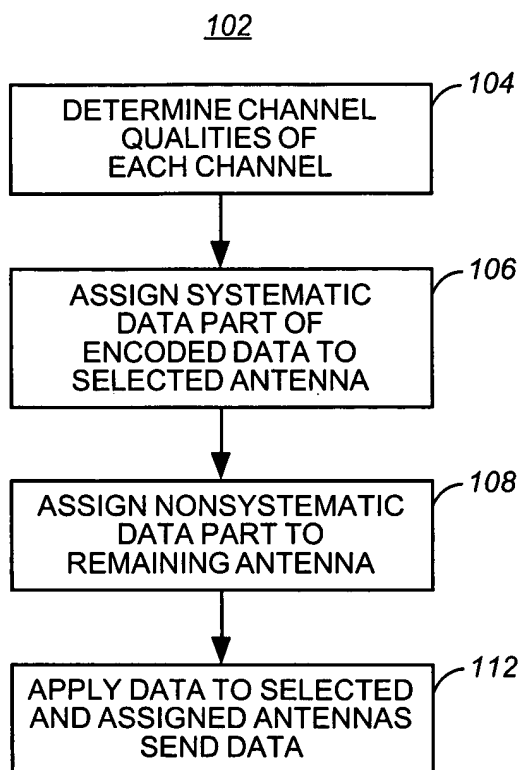 102
104
DETERMINE CHANNEL
QUALITIES OF
EACH CHANNEL
106
ASSIGN SYSTEMATIC
DATA PART OF
ENCODED DATA TO
SELECTED ANTENNA
108
ASSIGN NONSYSTEMATIC
DATA PART TO
REMAINING ANTENNA
112
APPLY DATA TO SELECTED
AND ASSIGNED ANTENNAS
SEND DATA